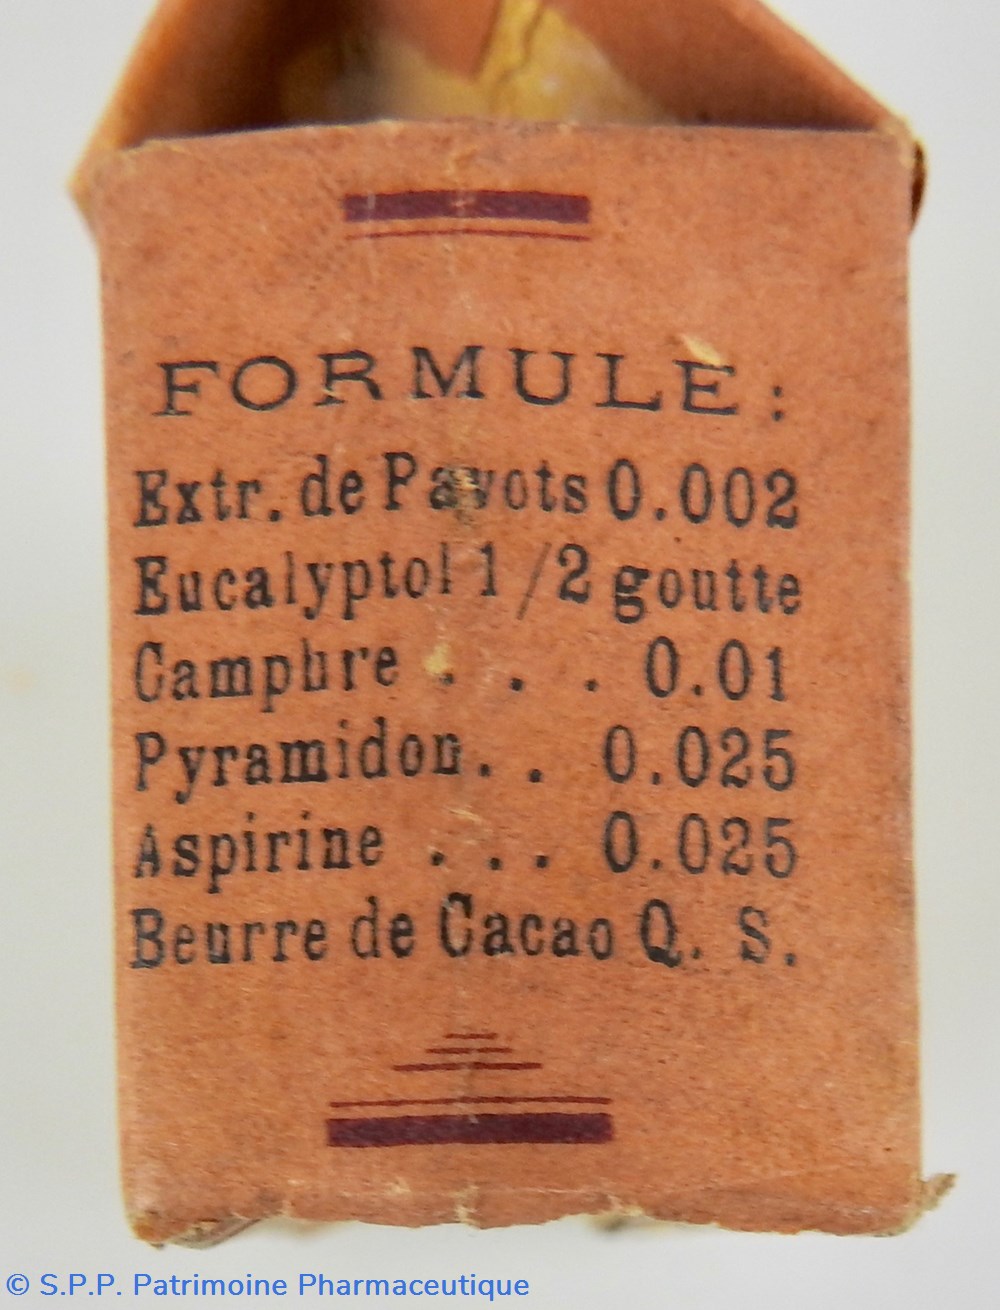 FORMULE:
Extr. de Pavots 0.002
Eucalyptol 1/2 goutte
Camphre . . . 0.01
Pyramidon. . 0.025
Aspirine . . . 0.025
Beurre de Cacao Q. S.
© S.P.P. Patrimoine Pharmaceutique